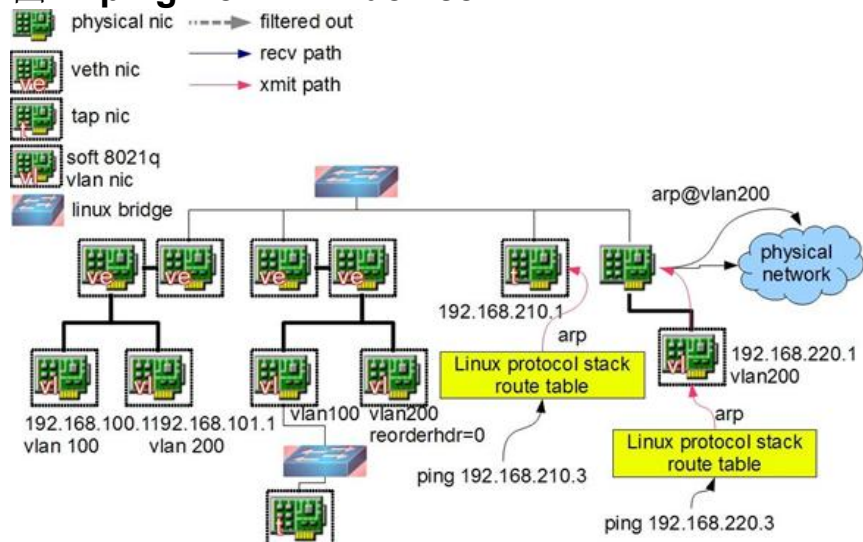 physical nic
filtered out
recv path
veth nic
xmit path
tap nic
soft 8021q
vlan nic
linux bridge
arp@vlan200
physical
network
ve
ve
ve
ve
t
192.168.210.1
arp
192.168.220.1
vlan200
vl
vl
vl
vl
vl
Linux protocol stack
route table
192.168.100.1
192.168.101.1
vlan 100
vlan 200
vlan100
vlan200
reorderhdr=0
arp
Linux protocol stack
route table
ping 192.168.210.3
t
ping 192.168.220.3